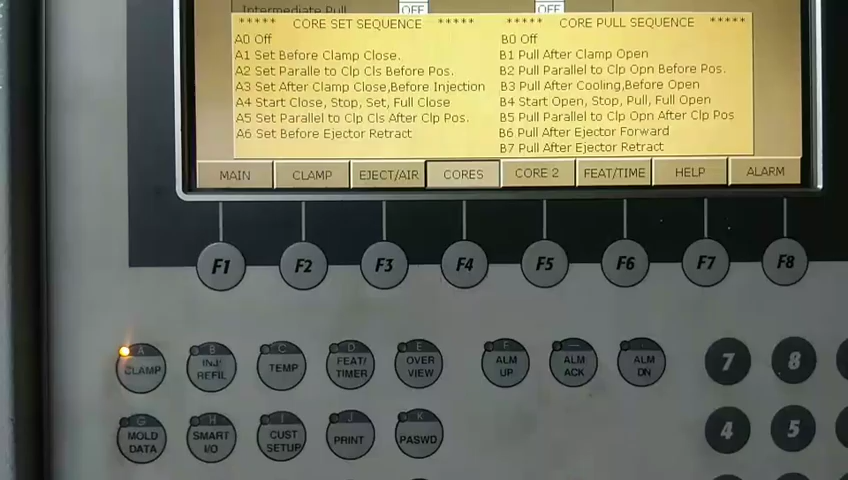 Intermediate Pull OFF OFF
***** CORE SET SEQUENCE ***** ***** CORE PULL SEQUENCE *****
A0 Off B0 Off
A1 Set Before Clamp Close. B1 Pull After Clamp Open
A2 Set Paralle to Clp Cls Before Pos. B2 Pull Parallel to Clp Opn Before Pos.
A3 Set After Clamp Close,Before Injection B3 Pull After Cooling,Before Open
A4 Start Close, Stop, Set, Full Close B4 Start Open, Stop, Pull, Full Open
A5 Set Parallel to Clp Cls After Clp Pos. B5 Pull Parallel to Clp Opn After Clp Pos
A6 Set Before Ejector Retract B6 Pull After Ejector Forward
B7 Pull After Ejector Retract
MAIN CLAMP EJECT/AIR CORES CORE 2 FEAT/TIME HELP ALARM
F1 F2 F3 F4 F5 F6 F7 F8
A B C D E F —
CLAMP INJ/ REFIL TEMP FEAT/ TIMER OVER VIEW ALM UP ALM ACK ALM DN 7 8
G H I J K
MOLD DATA SMART I/O CUST SETUP PRINT PASWD 4 5